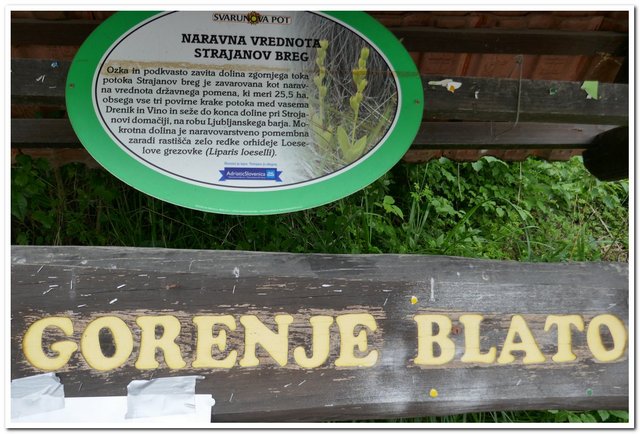 SVARUNOVA POT
NARAVNA VREDNOTA
STRAJANOV BREG
Ozka in podkvasto zavita dolina zgornjega toka
potoka Strajanov breg je zavarovana kot narav-
na vrednota državnega pomena, ki meri 25,5 ha,
obsega vse tri povirne krake potoka med vasema
Drenik in Vino in seže do konca doline pri Stroja-
novi domačiji, na robu Ljubljanskega barja. Mo-
krotna dolina je naravovarstveno pomembna
zaradi rastišča zelo redke orhideje Loese-
love grezovke (Liparis loeselii).
AdriaticSlovenica
GORENJE BLATO